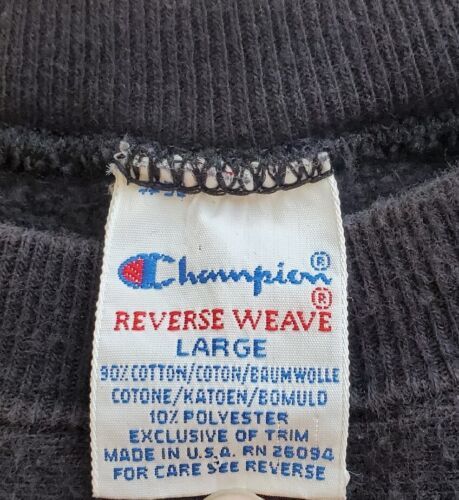 Champion®
REVERSE WEAVE®
LARGE
90% COTTON/COTON/BAUMWOLLE
COTONE/KATOEN/BOMULD
10% POLYESTER
EXCLUSIVE OF TRIM
MADE IN U.S.A. RN 26094
FOR CARE SEE REVERSE